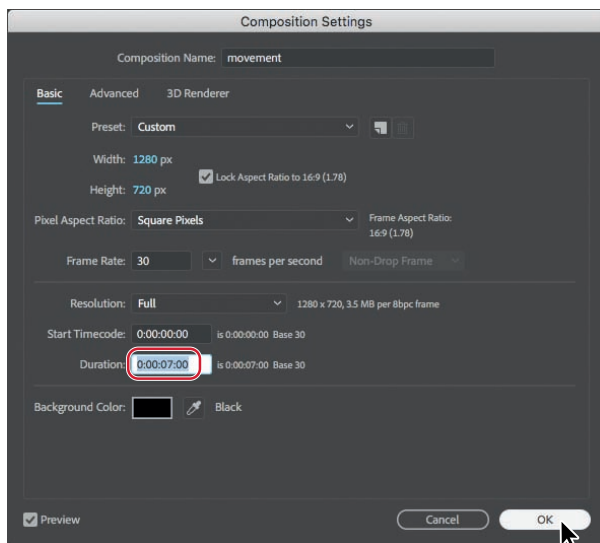 Composition Settings
Composition Name: movement
Basic Advanced 3D Renderer
Preset: Custom
Width: 1280 px
Lock Aspect Ratio to 16:9 (1.78)
Height: 720 px
Pixel Aspect Ratio: Square Pixels Frame Aspect Ratio:
16:9 (1.78)
Frame Rate: 30 frames per second Non-Drop Frame
Resolution: Full 1280 x 720, 3.5 MB per 8bpc frame
Start Timecode: 0:00:00:00 is 0:00:00:00 Base 30
Duration: 0:00:07:00 is 0:00:07:00 Base 30
Background Color: Black
Preview Cancel OK